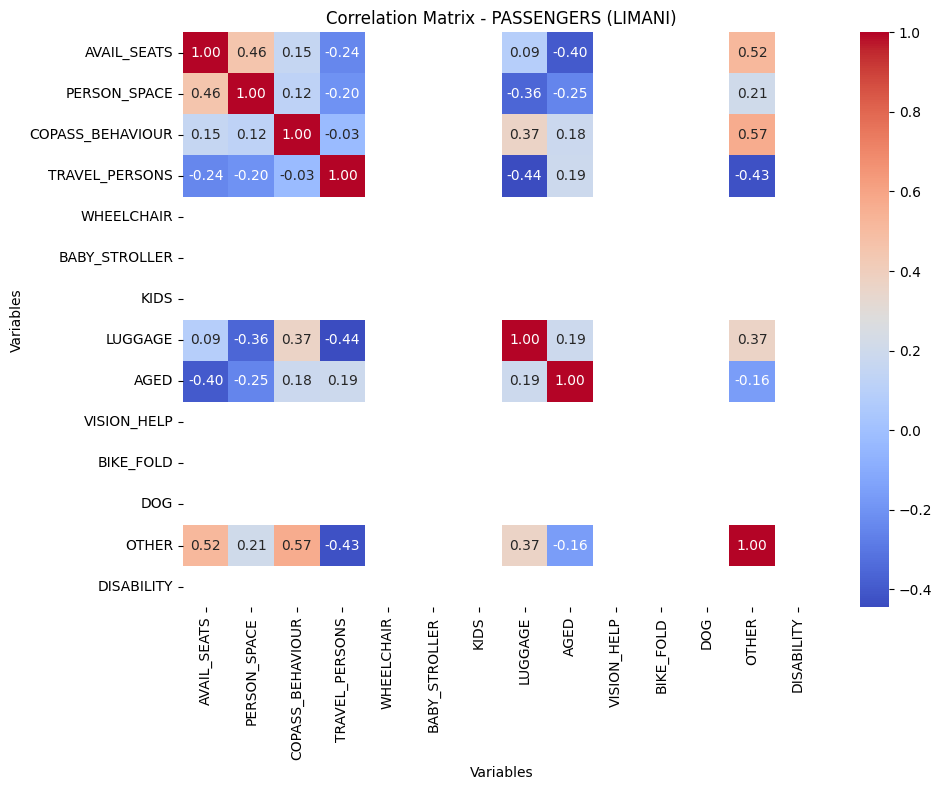 Correlation Matrix - PASSENGERS (LIMANI)
Variables
AVAIL_SEATS 1.00 0.46 0.15 -0.24 0.09 -0.40 0.52
PERSON_SPACE 0.46 1.00 0.12 -0.20 -0.36 -0.25 0.21
COPASS_BEHAVIOUR 0.15 0.12 1.00 -0.03 0.37 0.18 0.57
TRAVEL_PERSONS -0.24 -0.20 -0.03 1.00 -0.44 0.19 -0.43
WHEELCHAIR
BABY_STROLLER
KIDS
LUGGAGE 0.09 -0.36 0.37 -0.44 1.00 0.19 0.37
AGED -0.40 -0.25 0.18 0.19 0.19 1.00 -0.16
VISION_HELP
BIKE_FOLD
DOG
OTHER 0.52 0.21 0.57 -0.43 0.37 -0.16 1.00
DISABILITY
AVAIL_SEATS
PERSON_SPACE
COPASS_BEHAVIOUR
TRAVEL_PERSONS
WHEELCHAIR
BABY_STROLLER
KIDS
LUGGAGE
AGED
VISION_HELP
BIKE_FOLD
DOG
OTHER
DISABILITY
Variables
1.0
0.8
0.6
0.4
0.2
0.0
−0.2
−0.4